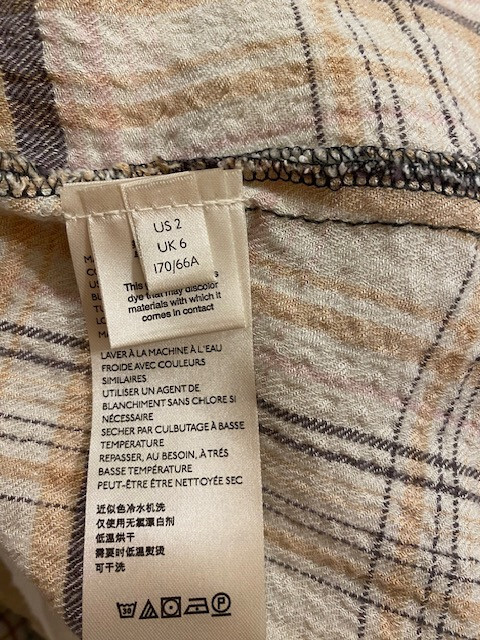 US 2
UK 6
170/66A
This
dye that may discolor
materials with which it
comes in contact
LAVER À LA MACHINE À L'EAU
FROIDE AVEC COULEURS
SIMILAIRES
UTILISER UN AGENT DE
BLANCHIMENT SANS CHLORE SI
NÉCESSAIRE
SECHER PAR CULBUTAGE À BASSE
TEMPERATURE
REPASSER, AU BESOIN, À TRÉS
BASSE TEMPÉRATURE
PEUT-ÊTRE ÊTRE NETTOYÉE SEC
近似色冷水机洗
仅使用无氯漂白剂
低温烘干
需要时低温熨烫
可干洗